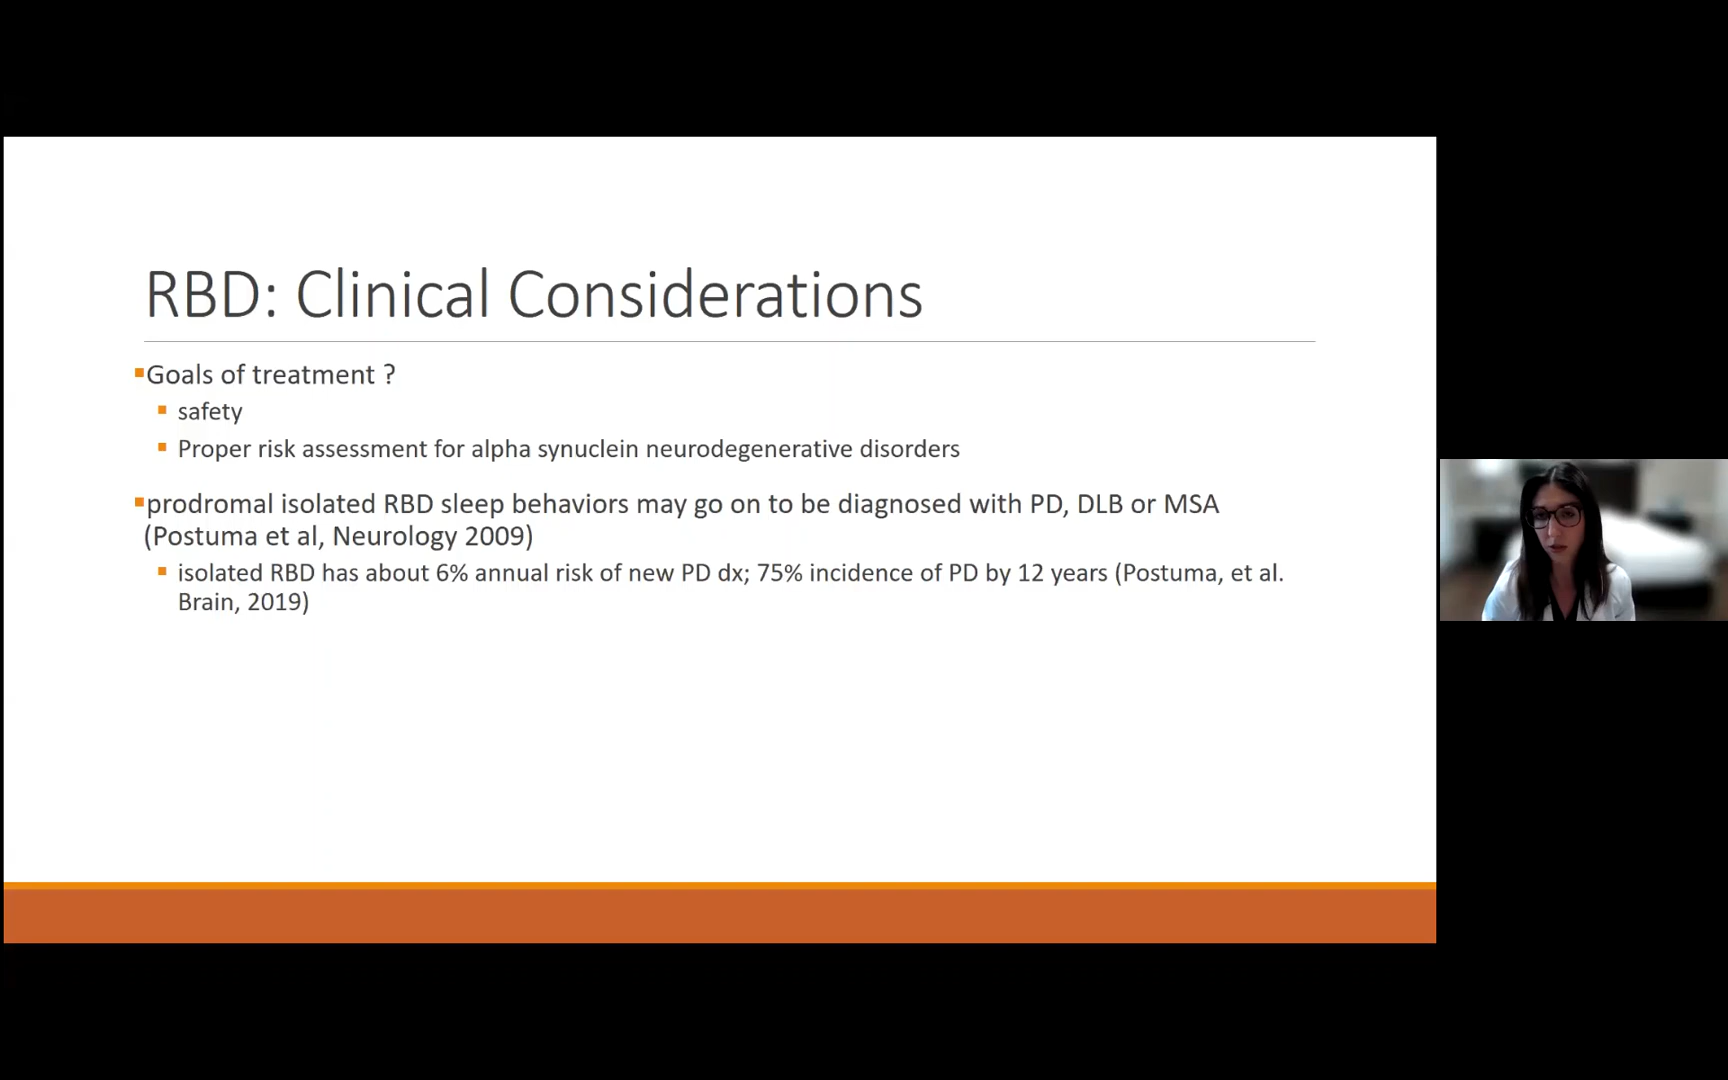 RBD: Clinical Considerations
Goals of treatment ?
safety
Proper risk assessment for alpha synuclein neurodegenerative disorders
prodromal isolated RBD sleep behaviors may go on to be diagnosed with PD, DLB or MSA
(Postuma et al, Neurology 2009)
isolated RBD has about 6% annual risk of new PD dx; 75% incidence of PD by 12 years (Postuma, et al.
Brain, 2019)